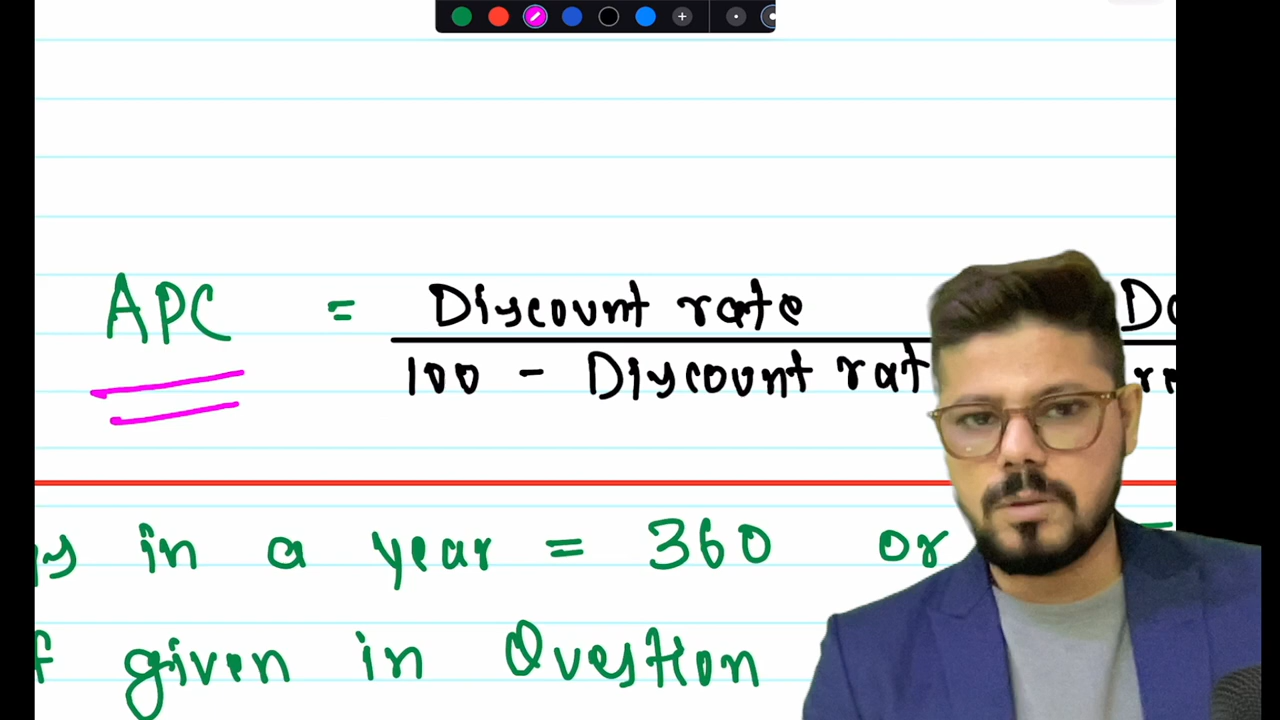 APC = Discount rate
100 - Discount rat
in a year = 360 or
given in Question